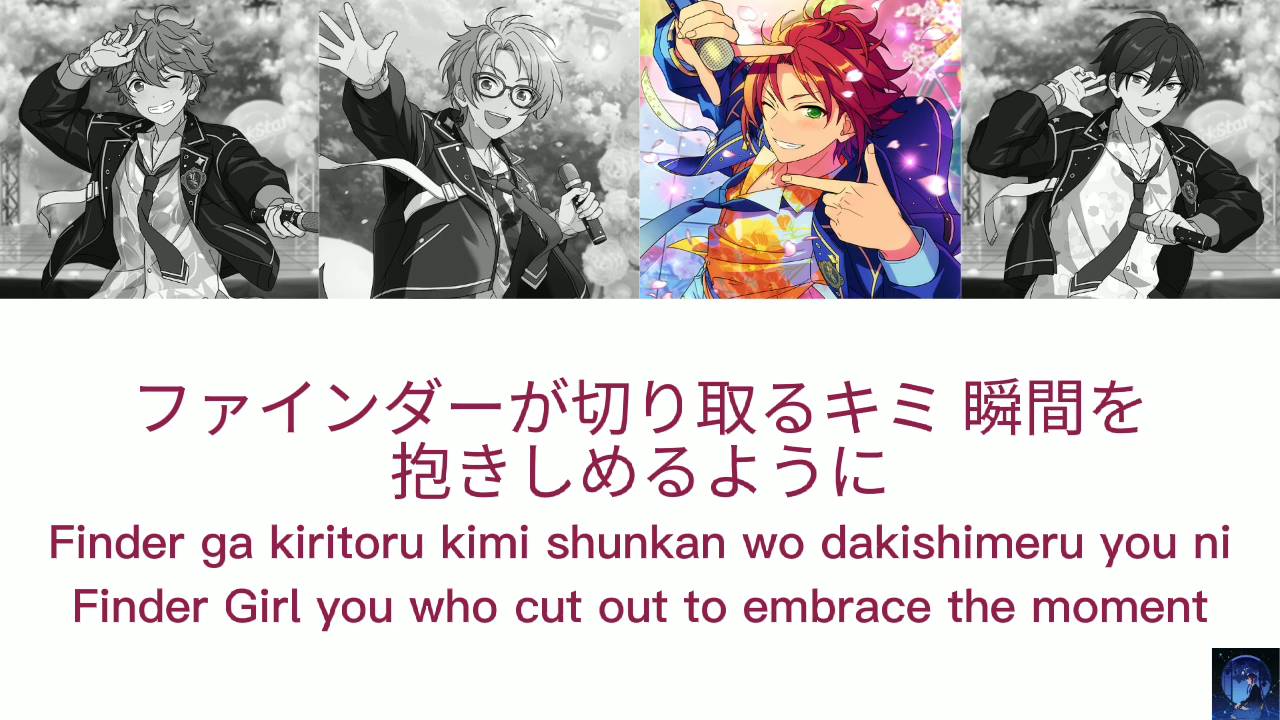 ファインダーが切り取るキミ 瞬間を
抱きしめるように
Finder ga kiritoru kimi shunkan wo dakishimeru you ni
Finder Girl you who cut out to embrace the moment